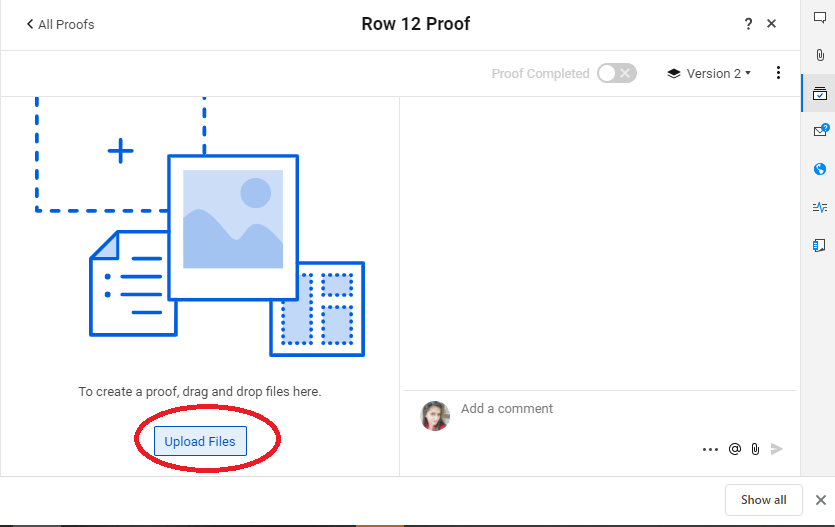 All Proofs
Row 12 Proof
?
Proof Completed
Version 2
To create a proof, drag and drop files here.
Upload Files
Add a comment
@
Show all